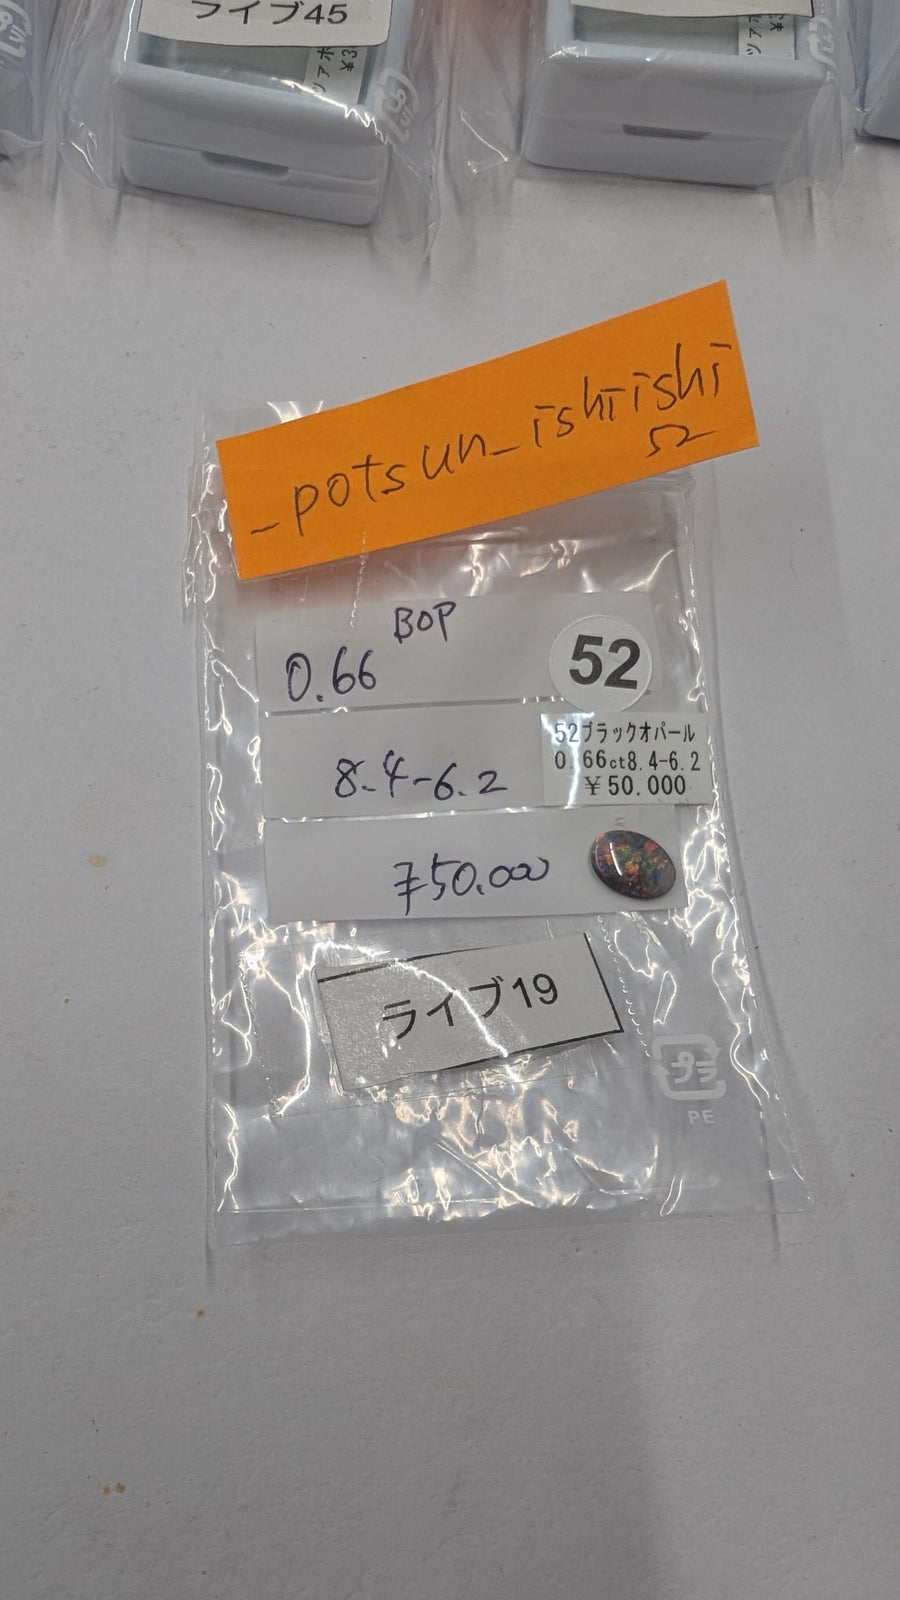 ライブ45
_potsun_ishiishi
52
BOP
0.66
52
8.4-6.2
52ブラックオパール
0.66ct8.4-6.2
¥50.000
¥50.000
ライブ19
プラ
PE